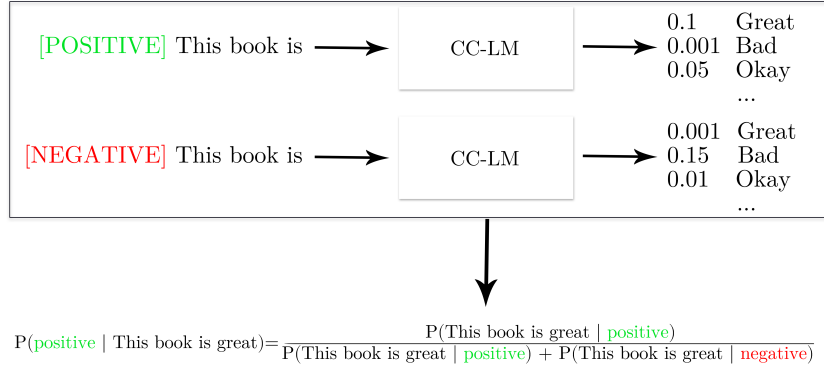 [POSITIVE] This book is
CC-LM
0.1 Great
0.001 Bad
0.05 Okay
...
[NEGATIVE] This book is
CC-LM
0.001 Great
0.15 Bad
0.01 Okay
...
P(positive | This book is great)=
P(This book is great | positive)
P(This book is great | positive) + P(This book is great | negative)